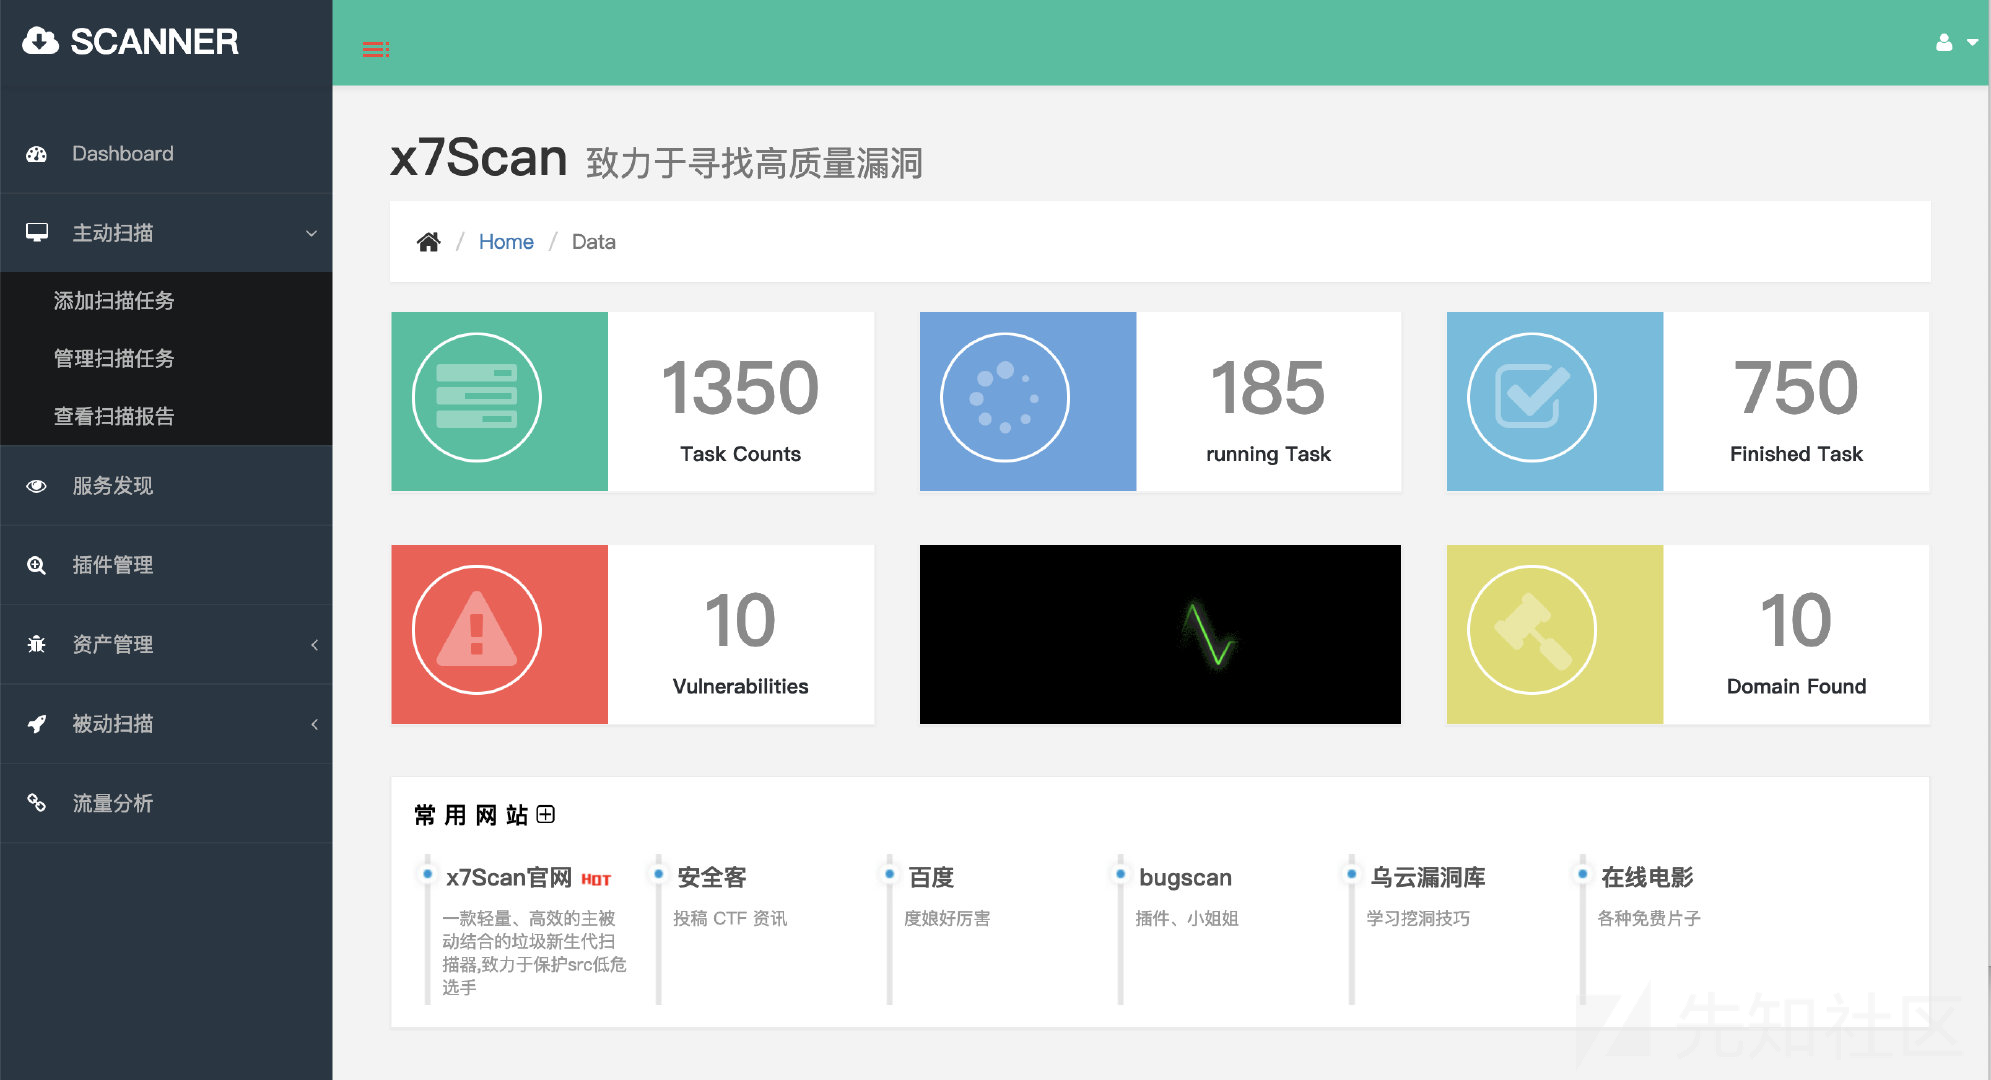 SCANNER
Dashboard
主动扫描
添加扫描任务
管理扫描任务
查看扫描报告
服务发现
插件管理
资产管理
被动扫描
流量分析
x7Scan 致力于寻找高质量漏洞
/ Home / Data
1350
Task Counts
185
running Task
750
Finished Task
10
Vulnerabilities
10
Domain Found
常用网站
x7Scan官网 HOT
一款轻量、高效的主被
动结合的垃圾新生代扫
描器,致力于保护src低危
选手
安全客
投稿 CTF 资讯
百度
度娘好厉害
bugscan
插件、小姐姐
乌云漏洞库
学习挖洞技巧
在线电影
各种免费片子
先知社区